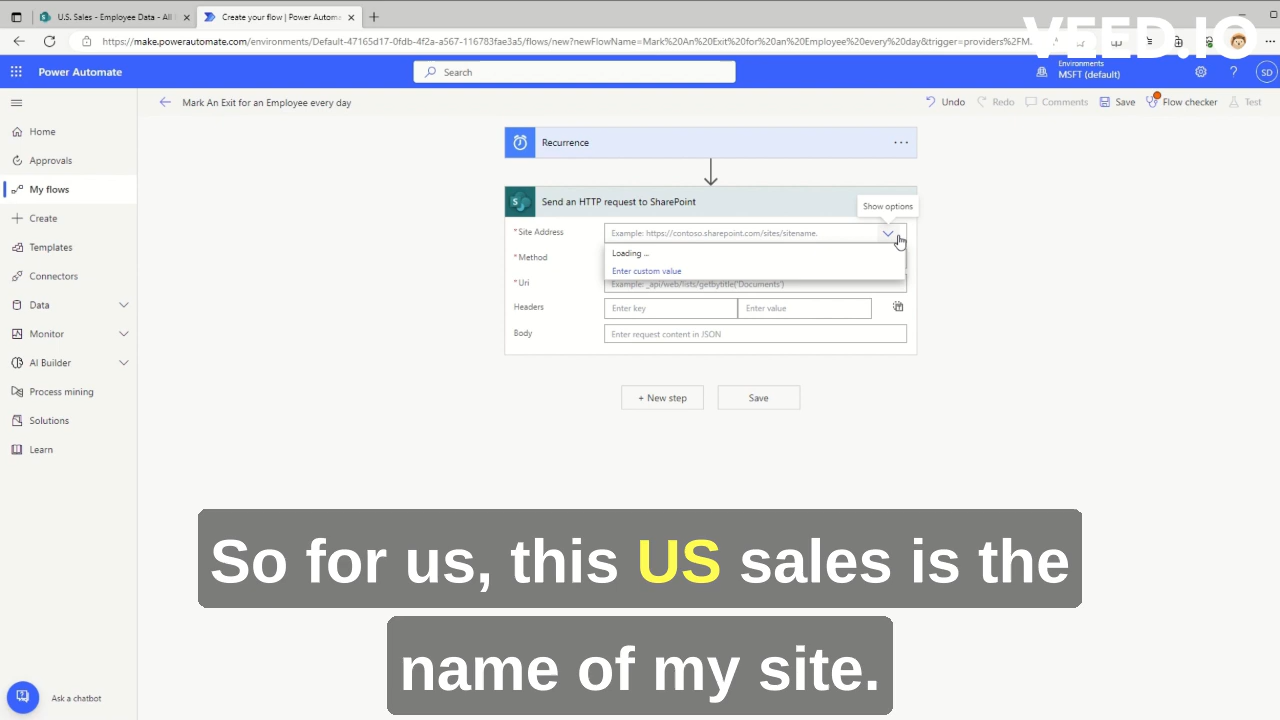 U.S. Sales - Employee Data - All
Create your flow | Power Automa
VEED.IO
https://make.powerautomate.com/environments/Default-47165d17-0fdb-4f2a-a567-116783fae3a5/flows/new?newFlowName=Mark%20An%20Exit%20for%20an%20Employee%20every%20day&trigger=providers%2FM...
Power Automate
Search
Environments
MSFT (default)
?
SD
Mark An Exit for an Employee every day
Undo
Redo
Comments
Save
Flow checker
Test
Home
Approvals
My flows
Create
Templates
Connectors
Data
Monitor
AI Builder
Process mining
Solutions
Learn
Ask a chatbot
Recurrence
Send an HTTP request to SharePoint
Show options
* Site Address
Example: https://contoso.sharepoint.com/sites/sitename.
Loading ...
Enter custom value
* Method
* Uri
Example: _api/web/lists/getbytitle('Documents')
Headers
Enter key
Enter value
Body
Enter request content in JSON
+ New step
Save
So for us, this US sales is the
name of my site.